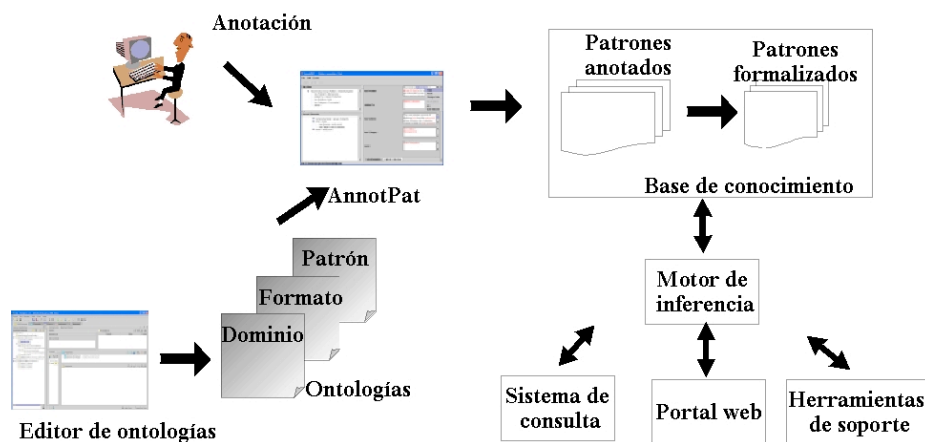 Anotación
AnnotPat
Patrón
Formato
Dominio
Ontologías
Editor de ontologías
Patrones
anotados
Patrones
formalizados
Base de conocimiento
Motor de
inferencia
Sistema de
consulta
Portal web
Herramientas
de soporte